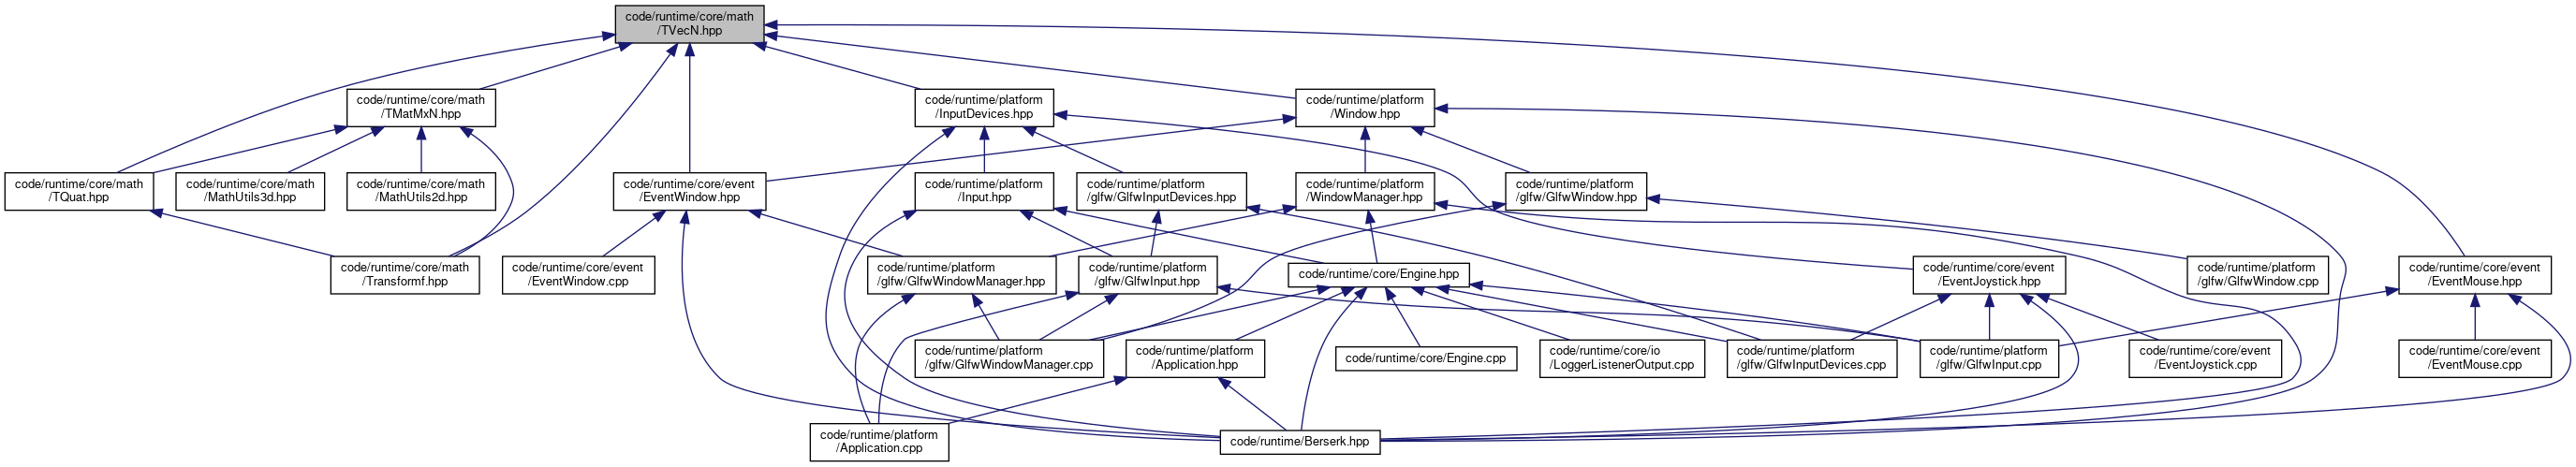 code/runtime/core/math
/TVecN.hpp
code/runtime/core/math
/TMatMxN.hpp
code/runtime/platform
/InputDevices.hpp
code/runtime/platform
/Window.hpp
code/runtime/core/math
/TQuat.hpp
code/runtime/core/math
/MathUtils3d.hpp
code/runtime/core/math
/MathUtils2d.hpp
code/runtime/core/event
/EventWindow.hpp
code/runtime/platform
/Input.hpp
code/runtime/platform
/glfw/GlfwInputDevices.hpp
code/runtime/platform
/WindowManager.hpp
code/runtime/platform
/glfw/GlfwWindow.hpp
code/runtime/core/math
/Transformf.hpp
code/runtime/core/event
/EventWindow.cpp
code/runtime/platform
/glfw/GlfwWindowManager.hpp
code/runtime/platform
/glfw/GlfwInput.hpp
code/runtime/core/Engine.hpp
code/runtime/core/event
/EventJoystick.hpp
code/runtime/platform
/glfw/GlfwWindow.cpp
code/runtime/core/event
/EventMouse.hpp
code/runtime/platform
/glfw/GlfwWindowManager.cpp
code/runtime/platform
/Application.hpp
code/runtime/core/Engine.cpp
code/runtime/core/io
/LoggerListenerOutput.cpp
code/runtime/platform
/glfw/GlfwInputDevices.cpp
code/runtime/platform
/glfw/GlfwInput.cpp
code/runtime/core/event
/EventJoystick.cpp
code/runtime/core/event
/EventMouse.cpp
code/runtime/platform
/Application.cpp
code/runtime/Berserk.hpp